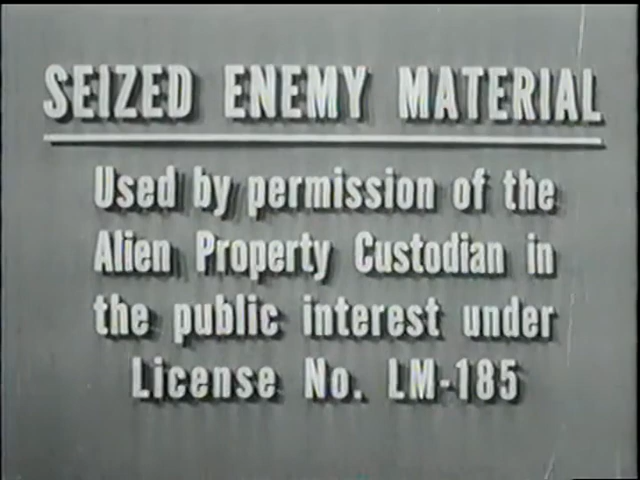 SEIZED ENEMY MATERIAL
Used by permission of the
Alien Property Custodian in
the public interest under
License No. LM-185